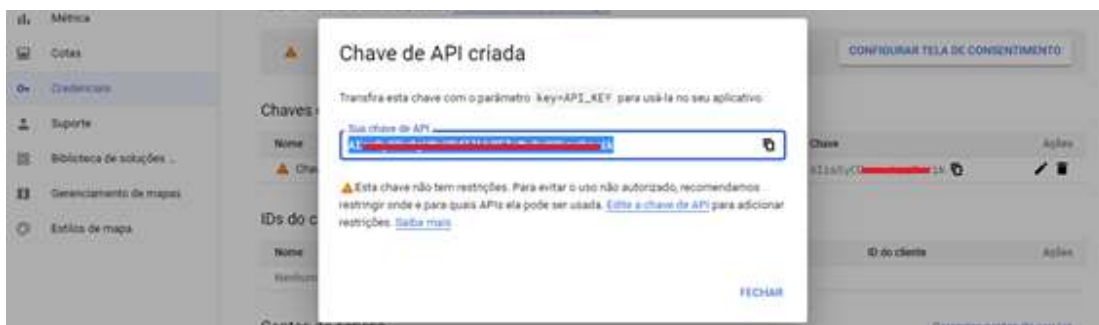 Métrica
Cotas
Credenciais
Suporte
Biblioteca de soluções ...
Gerenciamento de mapas
Estilos de mapa
CONFIGURAR TELA DE CONSENTIMENTO
Chaves
Nome
Chave
Ações
Cha
IDs do c
Nome
ID do cliente
Ações
Nenhum
Chave de API criada
Transfira esta chave com o parâmetro key=API_KEY para usá-la no seu aplicativo.
Sua chave de API
Esta chave não tem restrições. Para evitar o uso não autorizado, recomendamos
restringir onde e para quais APIs ela pode ser usada. Edite a chave de API para adicionar
restrições. Saiba mais
FECHAR